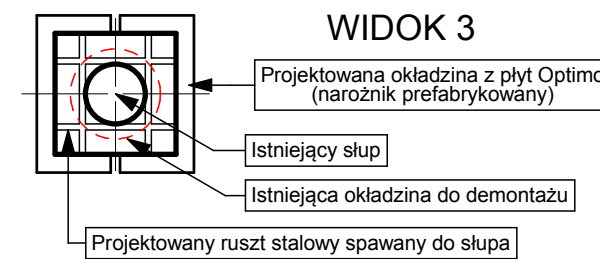 WIDOK 3
Projektowana okładzina z płyt Optimo
(narożnik prefabrykowany)
Istniejący słup
Istniejąca okładzina do demontażu
Projektowany ruszt stalowy spawany do słupa